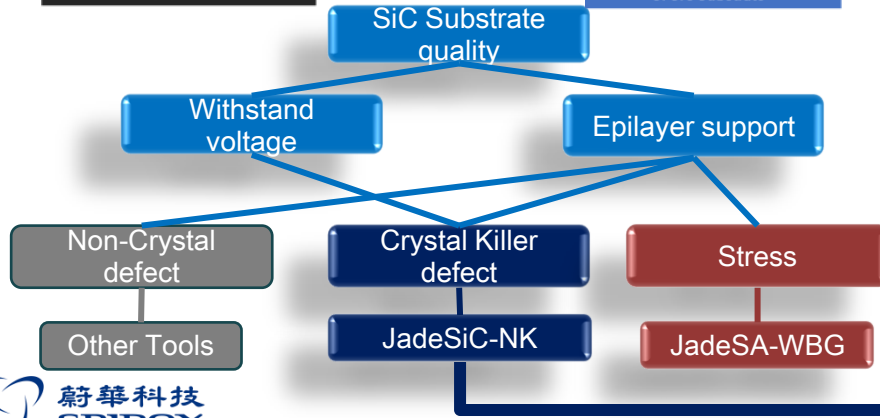 SiC Substrate
quality
Withstand
voltage
Epilayer support
Non-Crystal
defect
Crystal Killer
defect
Stress
Other Tools
JadeSiC-NK
JadeSA-WBG
蔚華科技